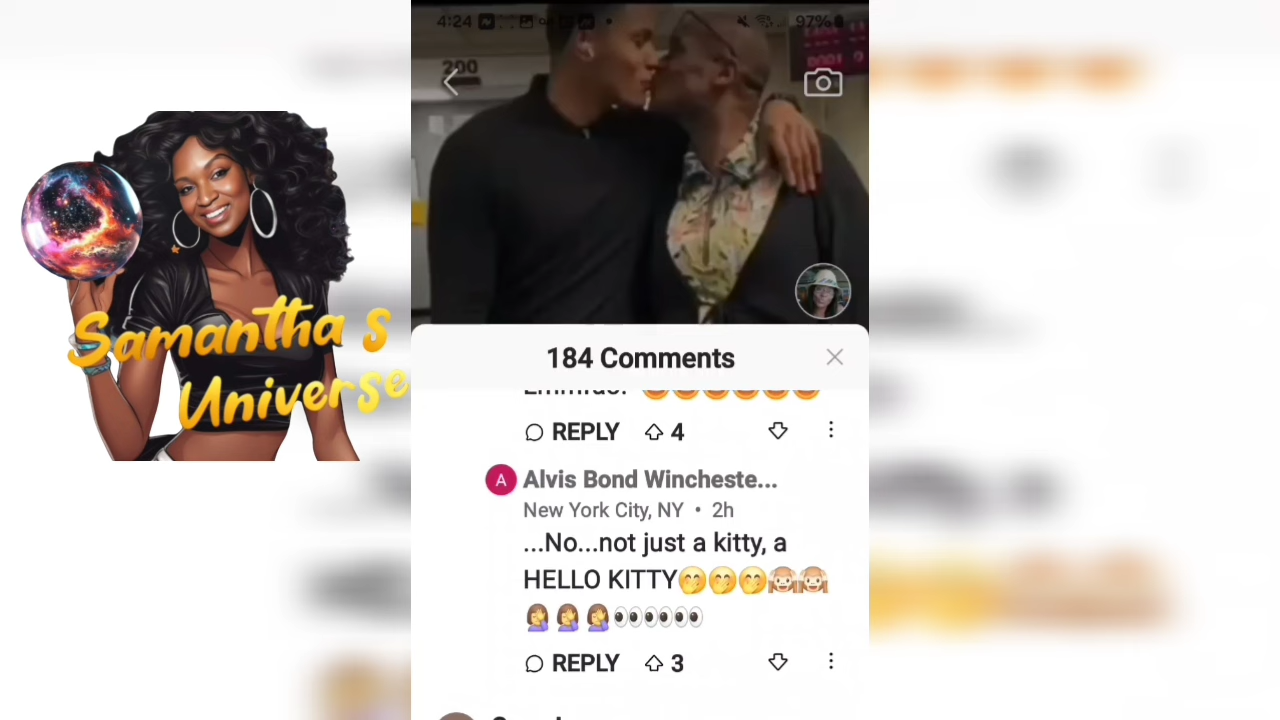 4:24
97%
200
Samantha s
Universe
184 Comments
REPLY
4
A
Alvis Bond Wincheste...
New York City, NY • 2h
...No...not just a kitty, a
HELLO KITTY🤭🤭🤭🙈🙈
🤦‍♀️🤦‍♀️🤦‍♀️👀👀👀
REPLY
3